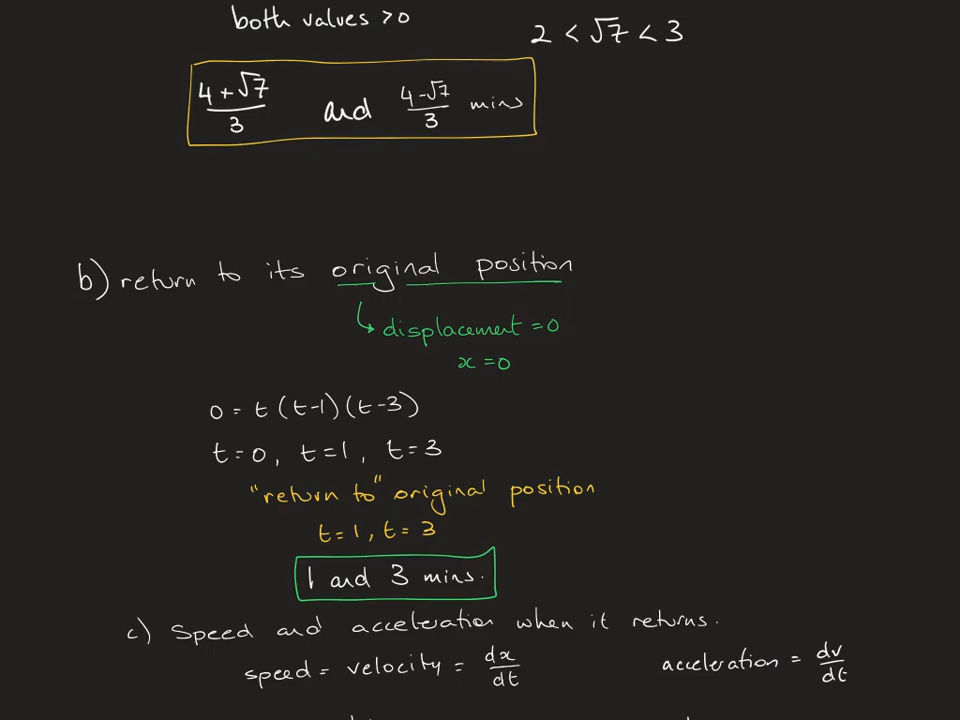 both values >0
2 < √7 < 3
4+√7/3 and 4-√7/3 mins
b) return to its original position
displacement = 0
x = 0
0 = t(t-1)(t-3)
t=0, t=1, t=3
"return to" original position
t=1, t=3
1 and 3 mins.
c) Speed and acceleration when it returns.
speed = velocity = dx/dt
acceleration = dv/dt